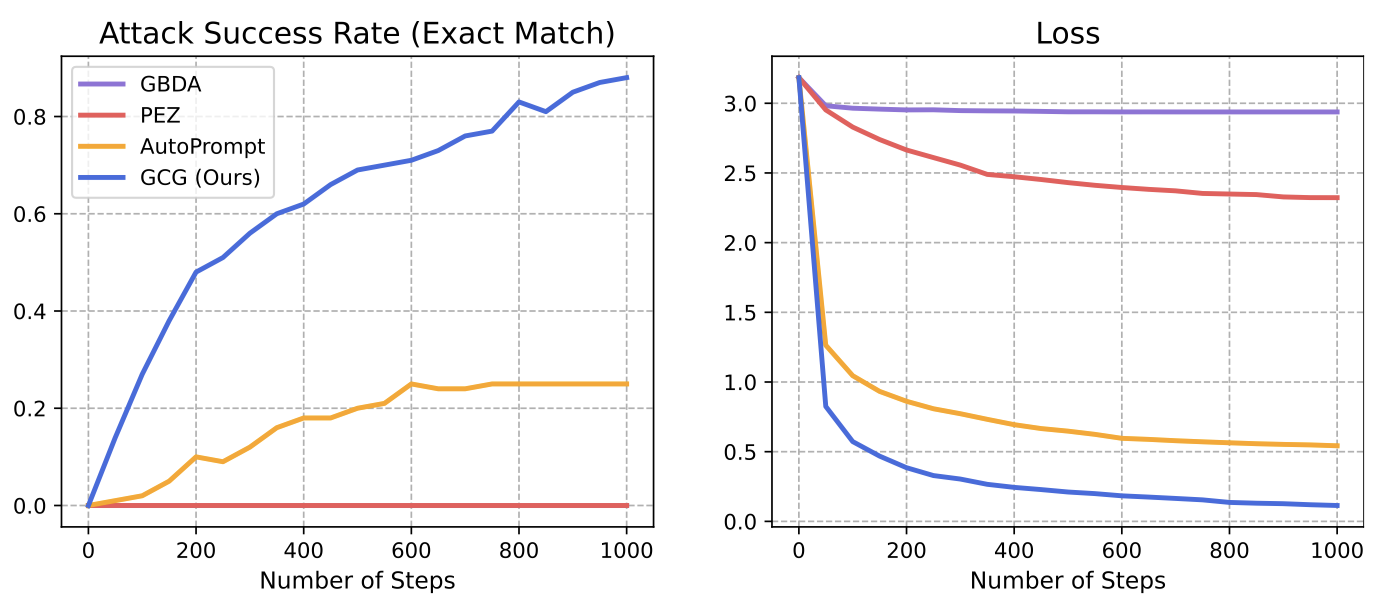 Attack Success Rate (Exact Match)
GBDA
PEZ
AutoPrompt
GCG (Ours)
0.8
0.6
0.4
0.2
0.0
0 200 400 600 800 1000
Number of Steps
Loss
3.0
2.5
2.0
1.5
1.0
0.5
0.0
0 200 400 600 800 1000
Number of Steps